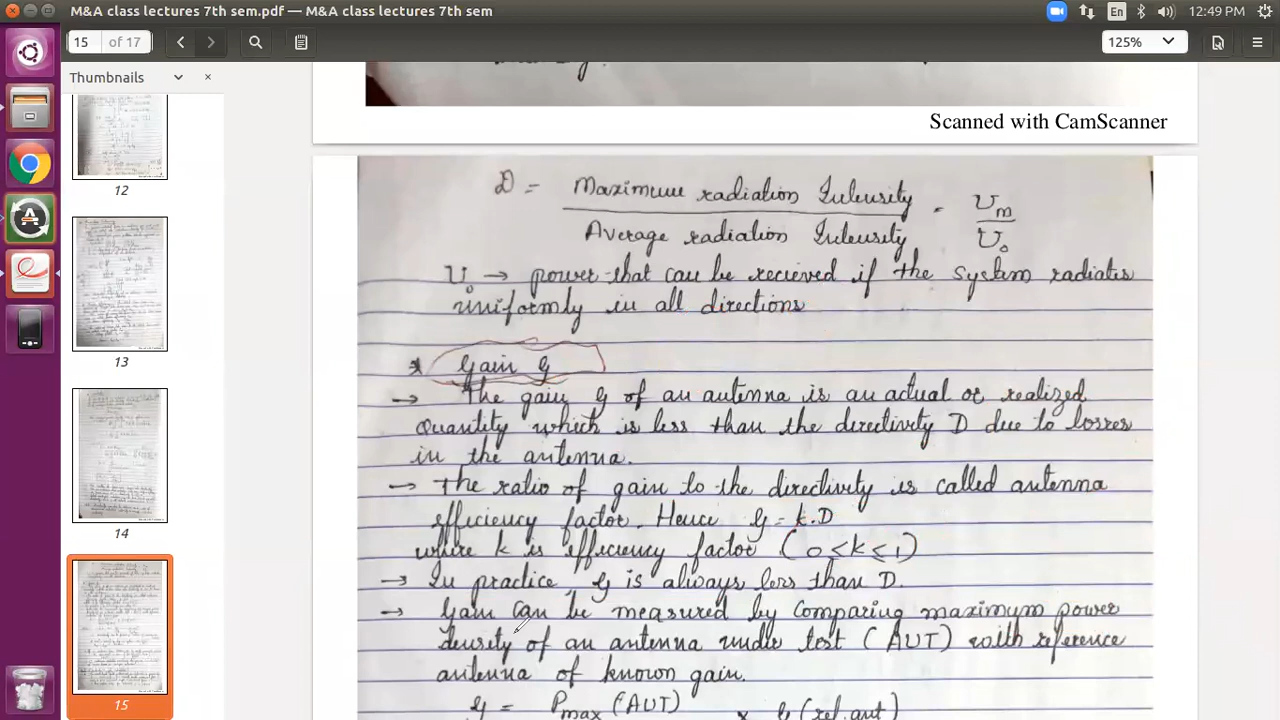 M&A class lectures 7th sem.pdf — M&A class lectures 7th sem
En
12:49 PM
15 of 17
125%
Thumbnails
12
13
14
15
Scanned with CamScanner
D = Maximum radiation Intensity / Average radiation Intensity = Um / U₀
U₀ → power that can be recieved if the system radiates
uniformly in all directions
* Gain G
→ The gain G of an antenna is an actual or realized
quantity which is less than the directivity D due to losses
in the antenna.
→ The ratio of gain to the directivity is called antenna
efficiency factor. Hence G = k.D
where k is efficiency factor (0<k<1)
→ In practice, G is always less than D.
→ Gain can be measured by comparing maximum power
density of an antenna under test (AUT) with reference
antenna of known gain.
G = Pmax (AUT) × G (ref. ant)